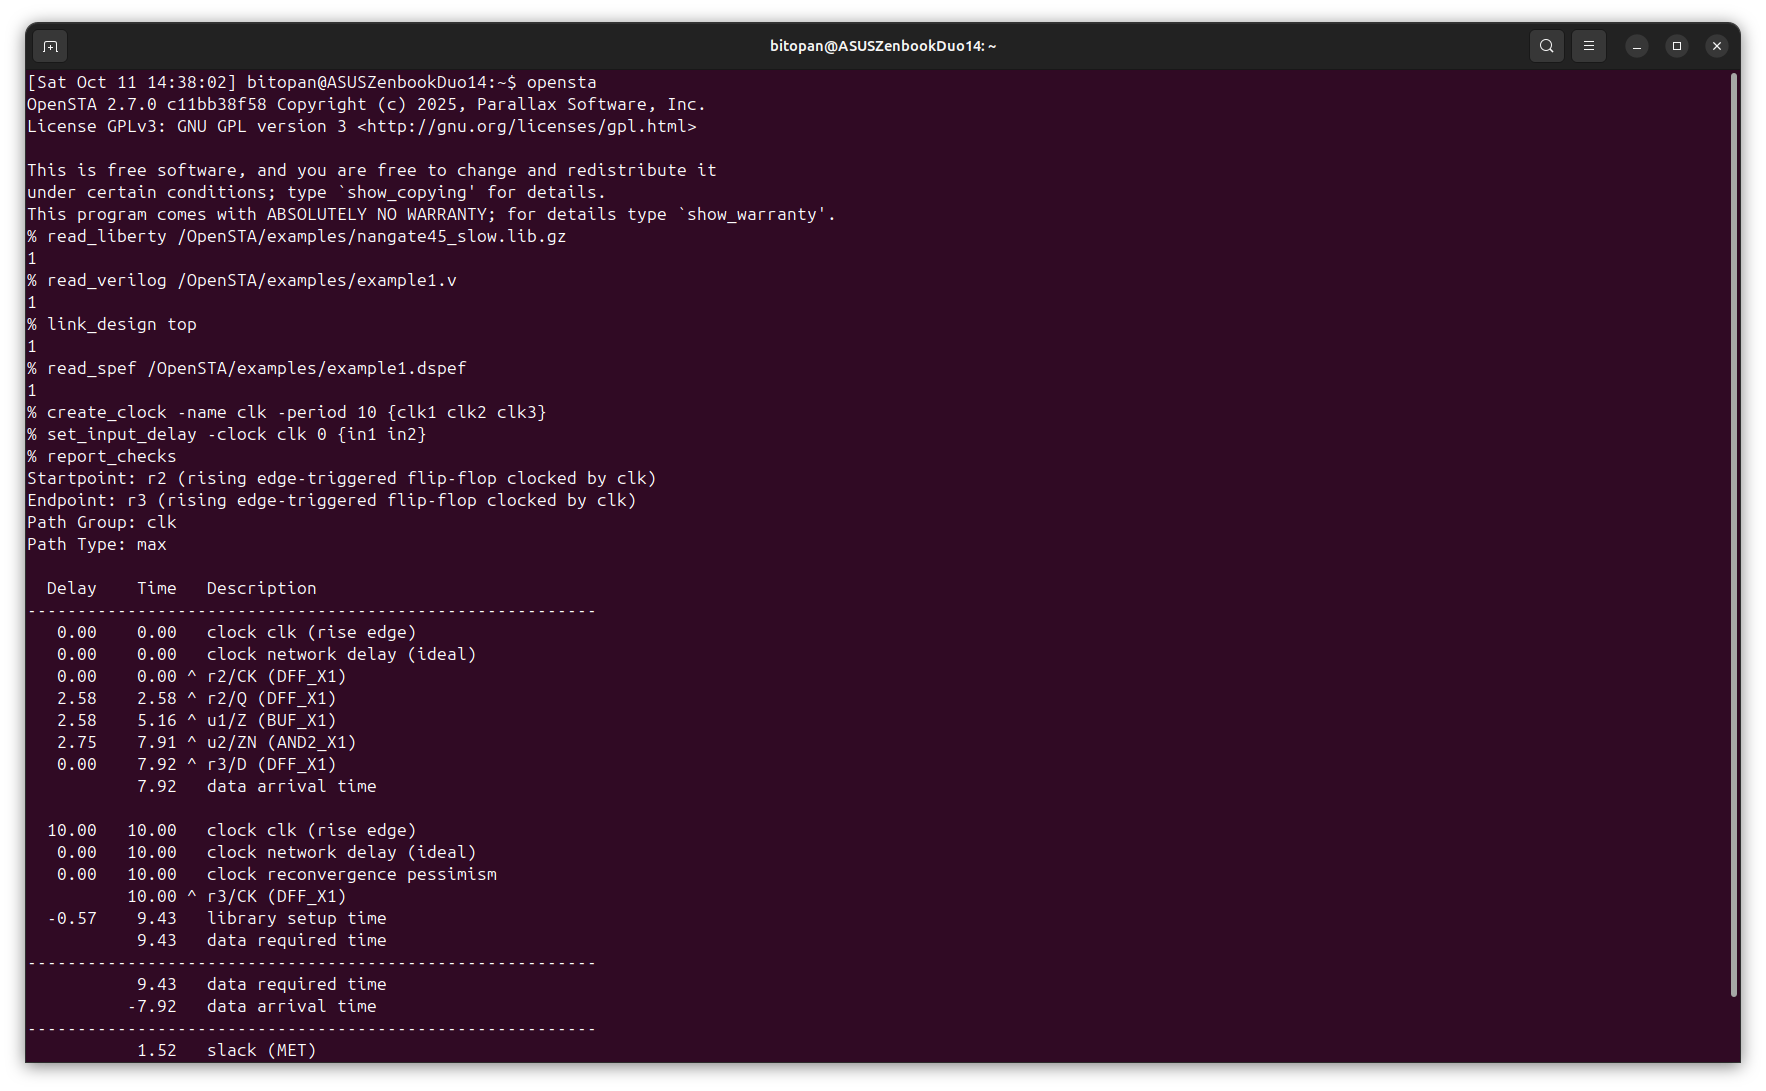 bitopan@ASUSZenbookDuo14: ~
[Sat Oct 11 14:38:02] bitopan@ASUSZenbookDuo14:~$ opensta
OpenSTA 2.7.0 c11bb38f58 Copyright (c) 2025, Parallax Software, Inc.
License GPLv3: GNU GPL version 3 <http://gnu.org/licenses/gpl.html>

This is free software, and you are free to change and redistribute it
under certain conditions; type `show_copying' for details.
This program comes with ABSOLUTELY NO WARRANTY; for details type `show_warranty'.
% read_liberty /OpenSTA/examples/nangate45_slow.lib.gz
1
% read_verilog /OpenSTA/examples/example1.v
1
% link_design top
1
% read_spef /OpenSTA/examples/example1.dspef
1
% create_clock -name clk -period 10 {clk1 clk2 clk3}
% set_input_delay -clock clk 0 {in1 in2}
% report_checks
Startpoint: r2 (rising edge-triggered flip-flop clocked by clk)
Endpoint: r3 (rising edge-triggered flip-flop clocked by clk)
Path Group: clk
Path Type: max

  Delay    Time   Description
---------------------------------------------------------
   0.00    0.00   clock clk (rise edge)
   0.00    0.00   clock network delay (ideal)
   0.00    0.00 ^ r2/CK (DFF_X1)
   2.58    2.58 ^ r2/Q (DFF_X1)
   2.58    5.16 ^ u1/Z (BUF_X1)
   2.75    7.91 ^ u2/ZN (AND2_X1)
   0.00    7.92 ^ r3/D (DFF_X1)
           7.92   data arrival time

  10.00   10.00   clock clk (rise edge)
   0.00   10.00   clock network delay (ideal)
   0.00   10.00   clock reconvergence pessimism
          10.00 ^ r3/CK (DFF_X1)
  -0.57    9.43   library setup time
           9.43   data required time
---------------------------------------------------------
           9.43   data required time
          -7.92   data arrival time
---------------------------------------------------------
           1.52   slack (MET)